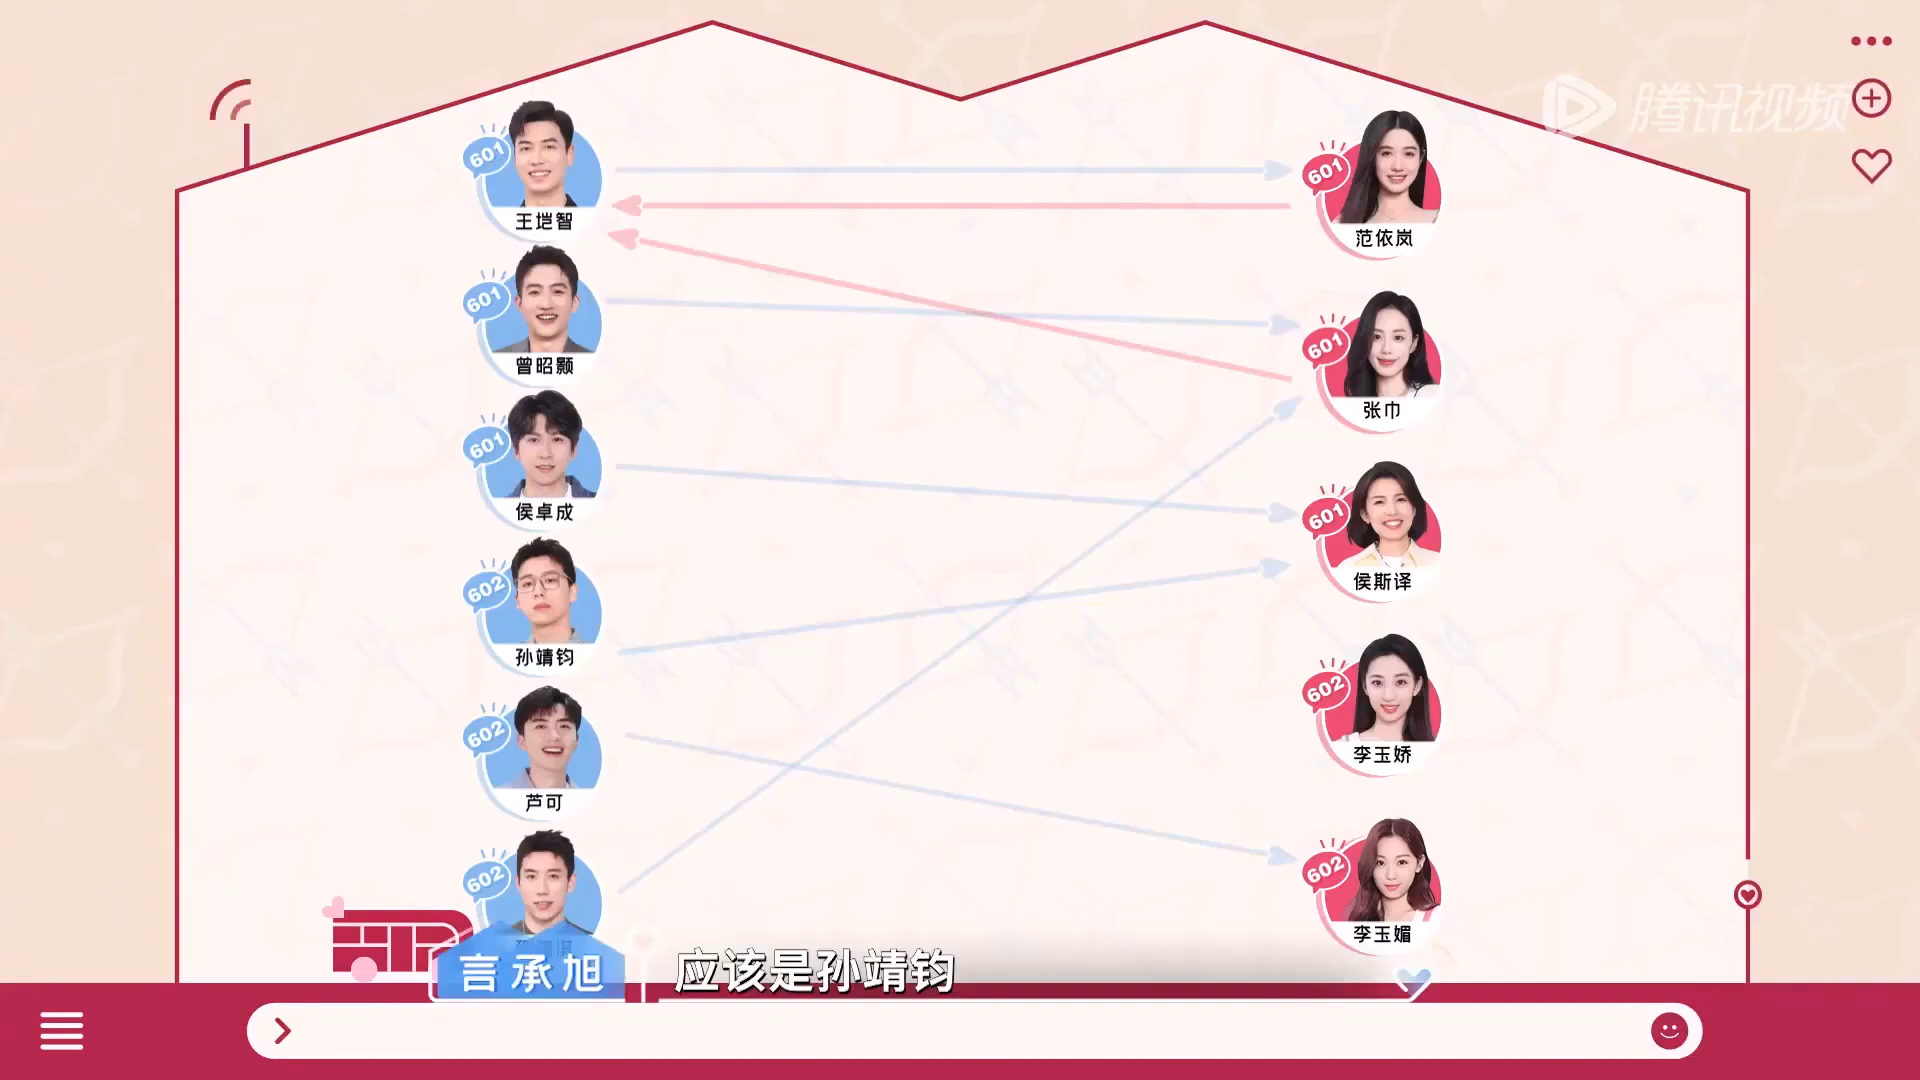 腾讯视频
601
王垲智
601
范依岚
601
曾昭颢
601
张巾
601
侯卓成
601
侯斯译
602
孙靖钧
602
李玉娇
602
芦可
602
李玉媚
602
言承旭
应该是孙靖钧